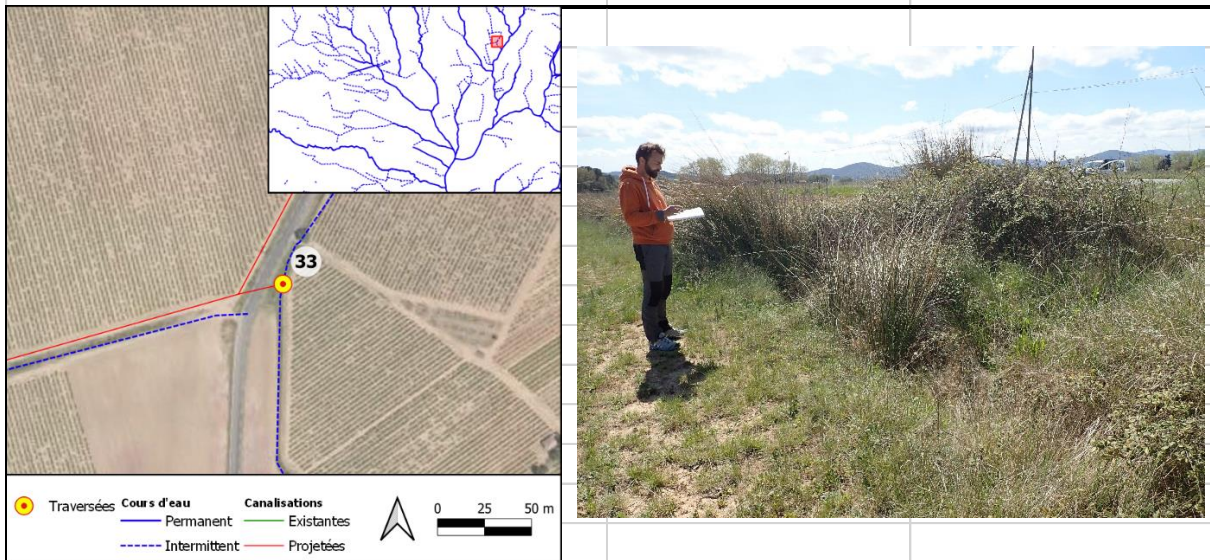 33
Traversées
Cours d'eau
Permanent
Intermittent
Canalisations
Existantes
Projetées
0 25 50 m